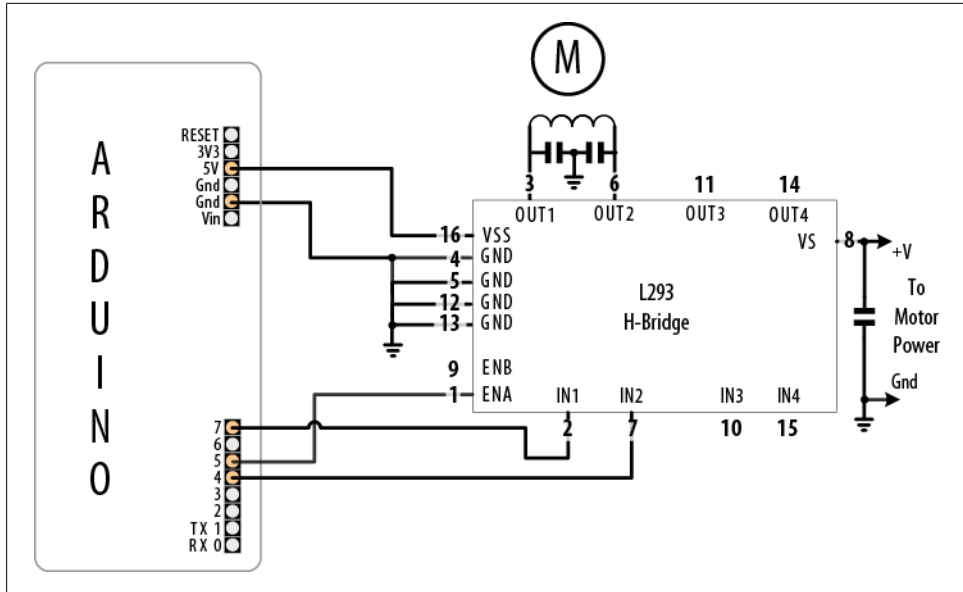 M
ARDUINO
RESET
3V3
5V
Gnd
Gnd
Vin
7
6
5
4
3
2
TX 1
RX 0
3 6 11 14
OUT1 OUT2 OUT3 OUT4
16 VSS
4 GND
5 GND
12 GND
13 GND
9 ENB
1 ENA
VS 8
L293
H-Bridge
IN1 IN2 IN3 IN4
2 7 10 15
+V
To
Motor
Power
Gnd